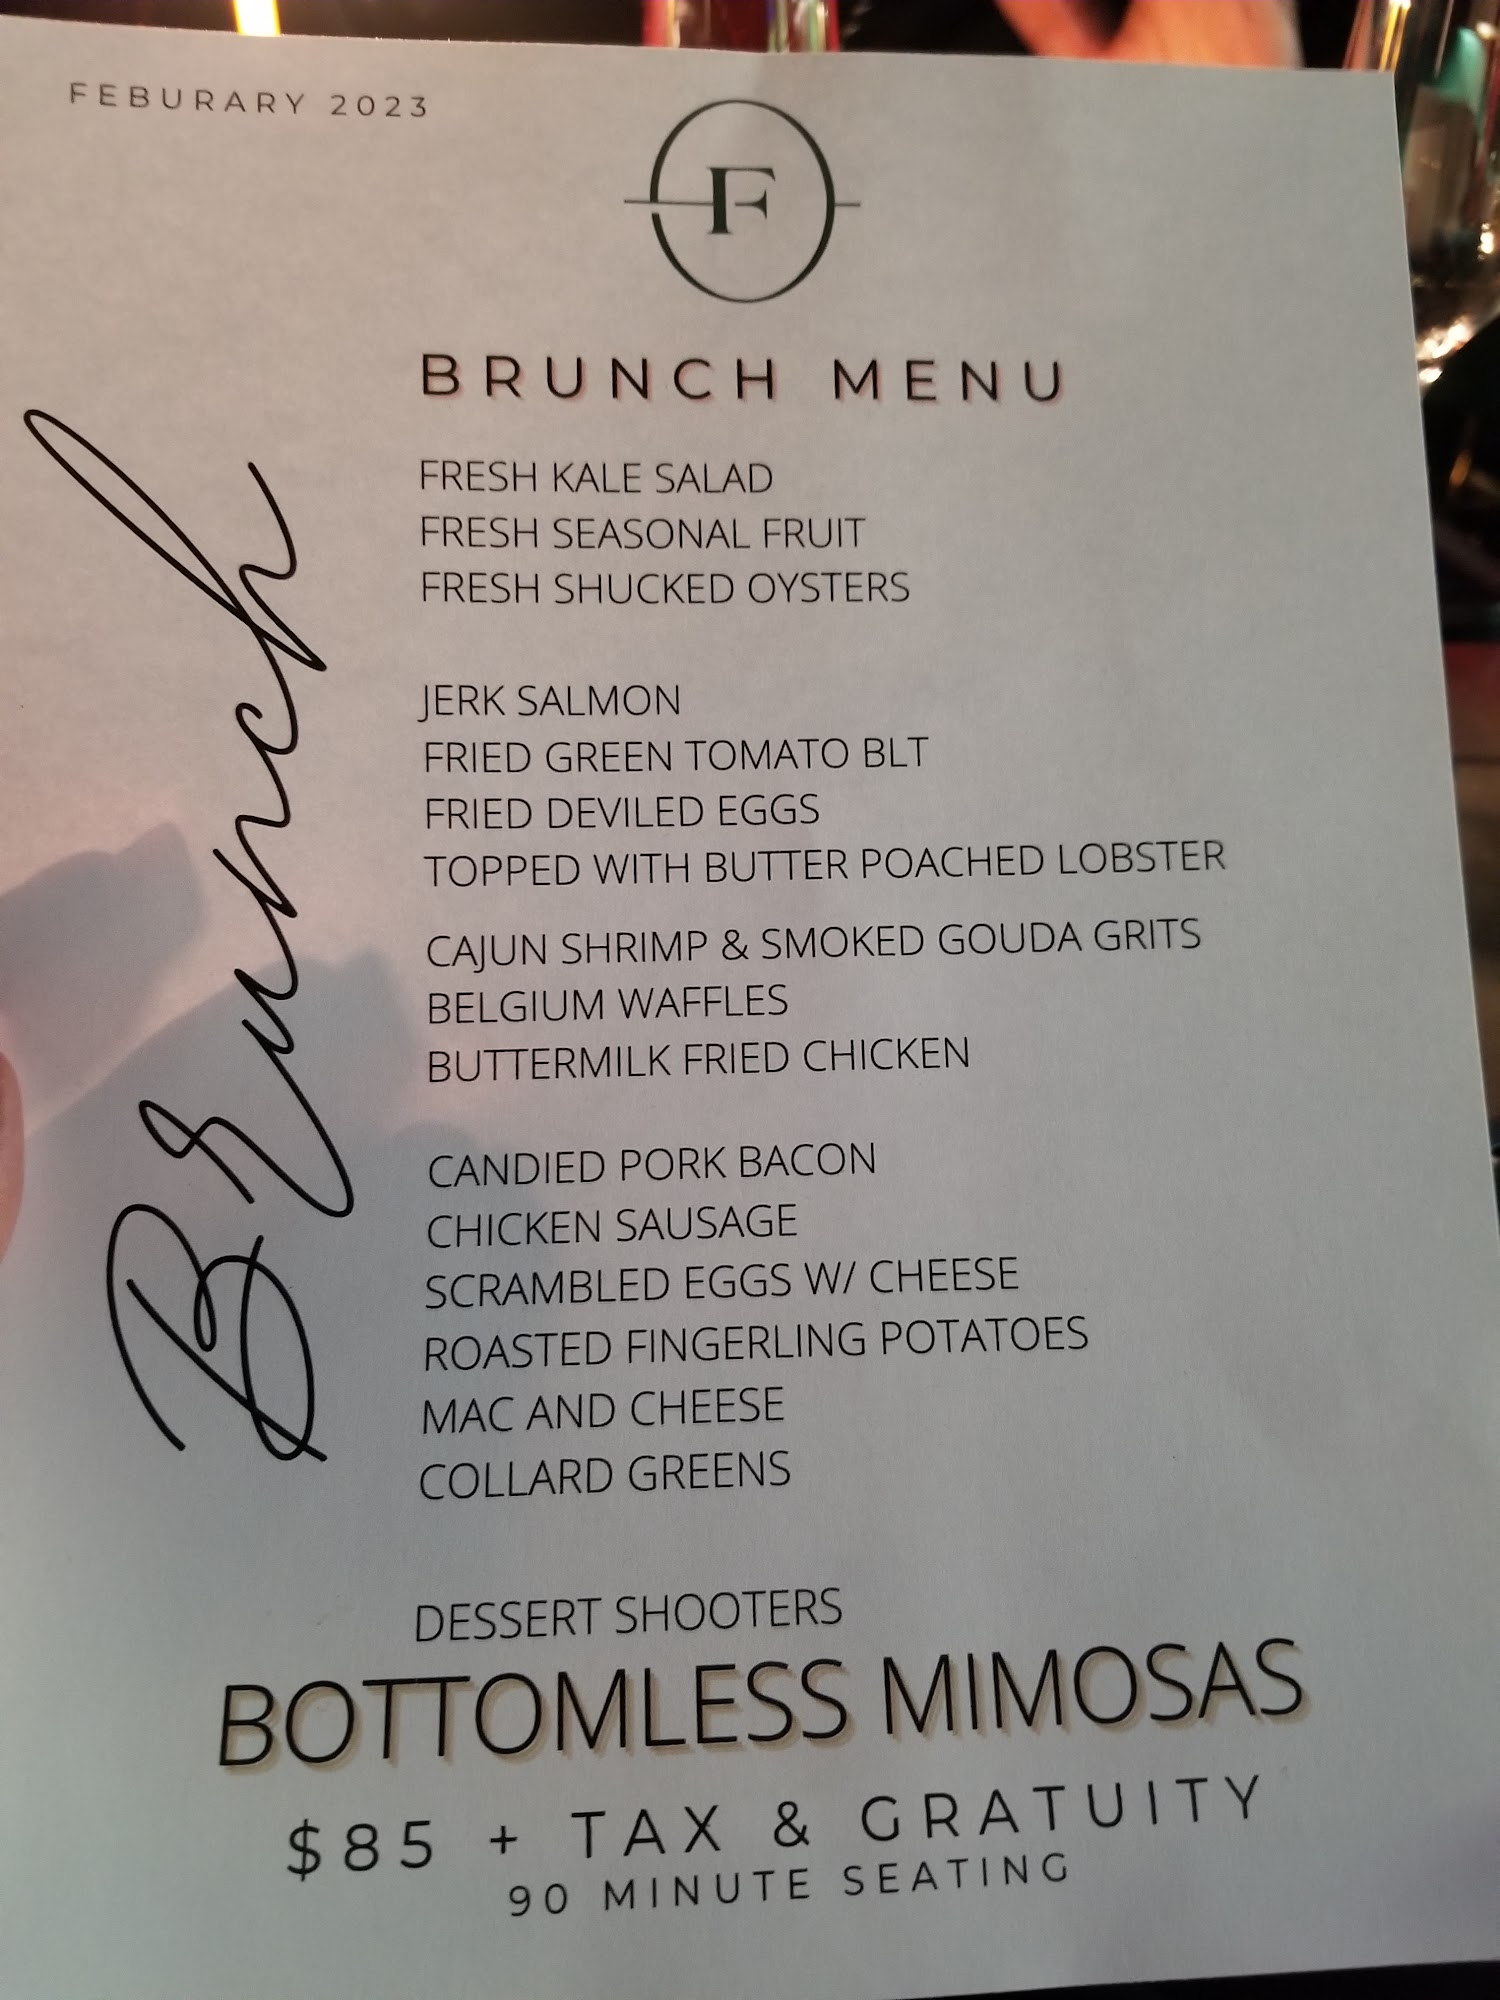 FEBURARY 2023
F
BRUNCH MENU
Brunch
FRESH KALE SALAD
FRESH SEASONAL FRUIT
FRESH SHUCKED OYSTERS
JERK SALMON
FRIED GREEN TOMATO BLT
FRIED DEVILED EGGS
TOPPED WITH BUTTER POACHED LOBSTER
CAJUN SHRIMP & SMOKED GOUDA GRITS
BELGIUM WAFFLES
BUTTERMILK FRIED CHICKEN
CANDIED PORK BACON
CHICKEN SAUSAGE
SCRAMBLED EGGS W/ CHEESE
ROASTED FINGERLING POTATOES
MAC AND CHEESE
COLLARD GREENS
DESSERT SHOOTERS
BOTTOMLESS MIMOSAS
$85 + TAX & GRATUITY
90 MINUTE SEATING